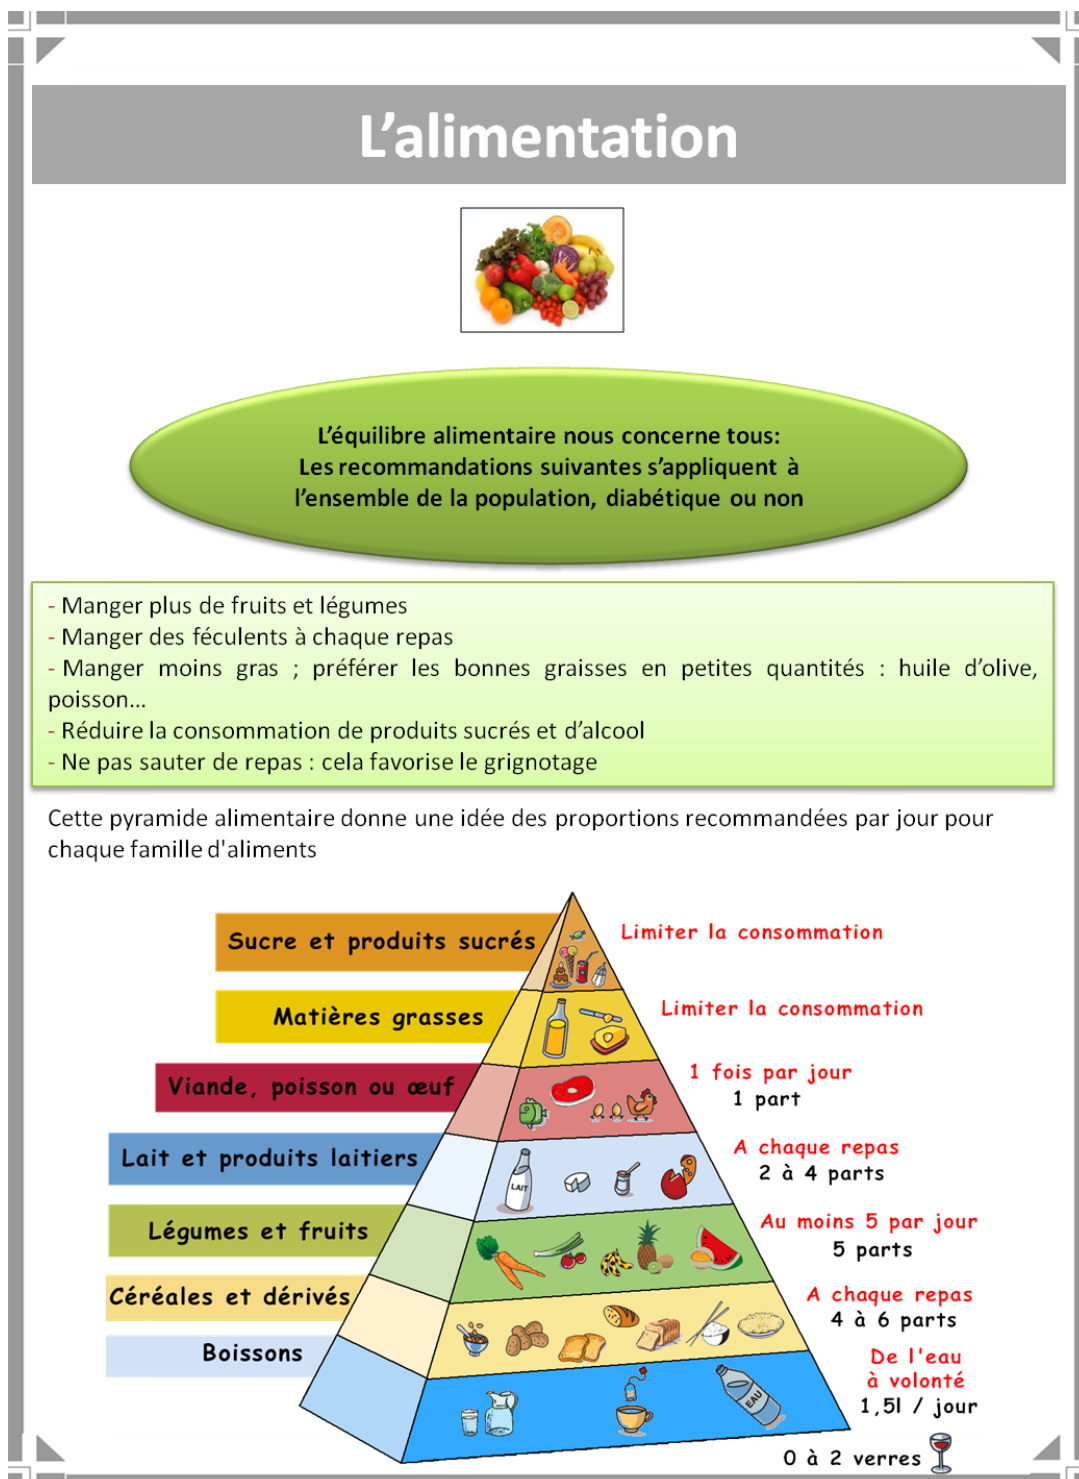 L'alimentation
L'équilibre alimentaire nous concerne tous:
Les recommandations suivantes s'appliquent à
l'ensemble de la population, diabétique ou non
- Manger plus de fruits et légumes
- Manger des féculents à chaque repas
- Manger moins gras ; préférer les bonnes graisses en petites quantités : huile d'olive,
poisson...
- Réduire la consommation de produits sucrés et d'alcool
- Ne pas sauter de repas : cela favorise le grignotage
Cette pyramide alimentaire donne une idée des proportions recommandées par jour pour
chaque famille d'aliments
Sucre et produits sucrés
Limiter la consommation
Matières grasses
Limiter la consommation
Viande, poisson ou œuf
1 fois par jour
1 part
Lait et produits laitiers
LAIT
A chaque repas
2 à 4 parts
Légumes et fruits
Au moins 5 par jour
5 parts
Céréales et dérivés
A chaque repas
4 à 6 parts
Boissons
EAU
De l'eau
à volonté
1,5l / jour
0 à 2 verres